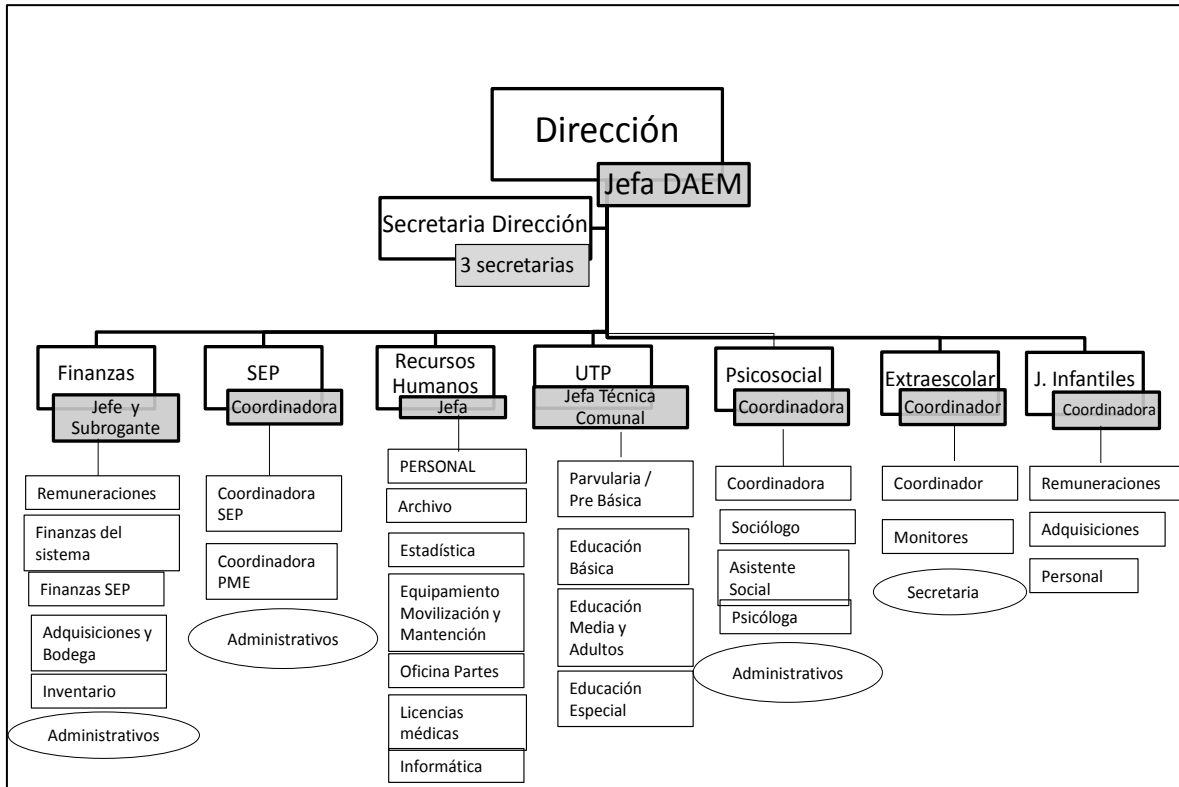 Dirección
Jefa DAEM
Secretaria Dirección
3 secretarias
Finanzas
Jefe y
Subrogante
SEP
Coordinadora
Recursos
Humanos
Jefa
UTP
Jefa Técnica
Comunal
Psicosocial
Coordinadora
Extraescolar
Coordinador
J. Infantiles
Coordinadora
Remuneraciones
Finanzas del
sistema
Finanzas SEP
Adquisiciones y
Bodega
Inventario
Administrativos
Coordinadora
SEP
Coordinadora
PME
Administrativos
PERSONAL
Archivo
Estadística
Equipamiento
Movilización y
Mantención
Oficina Partes
Licencias
médicas
Informática
Parvularia /
Pre Básica
Educación
Básica
Educación
Media y
Adultos
Educación
Especial
Coordinadora
Sociólogo
Asistente
Social
Psicóloga
Administrativos
Coordinador
Monitores
Secretaria
Remuneraciones
Adquisiciones
Personal